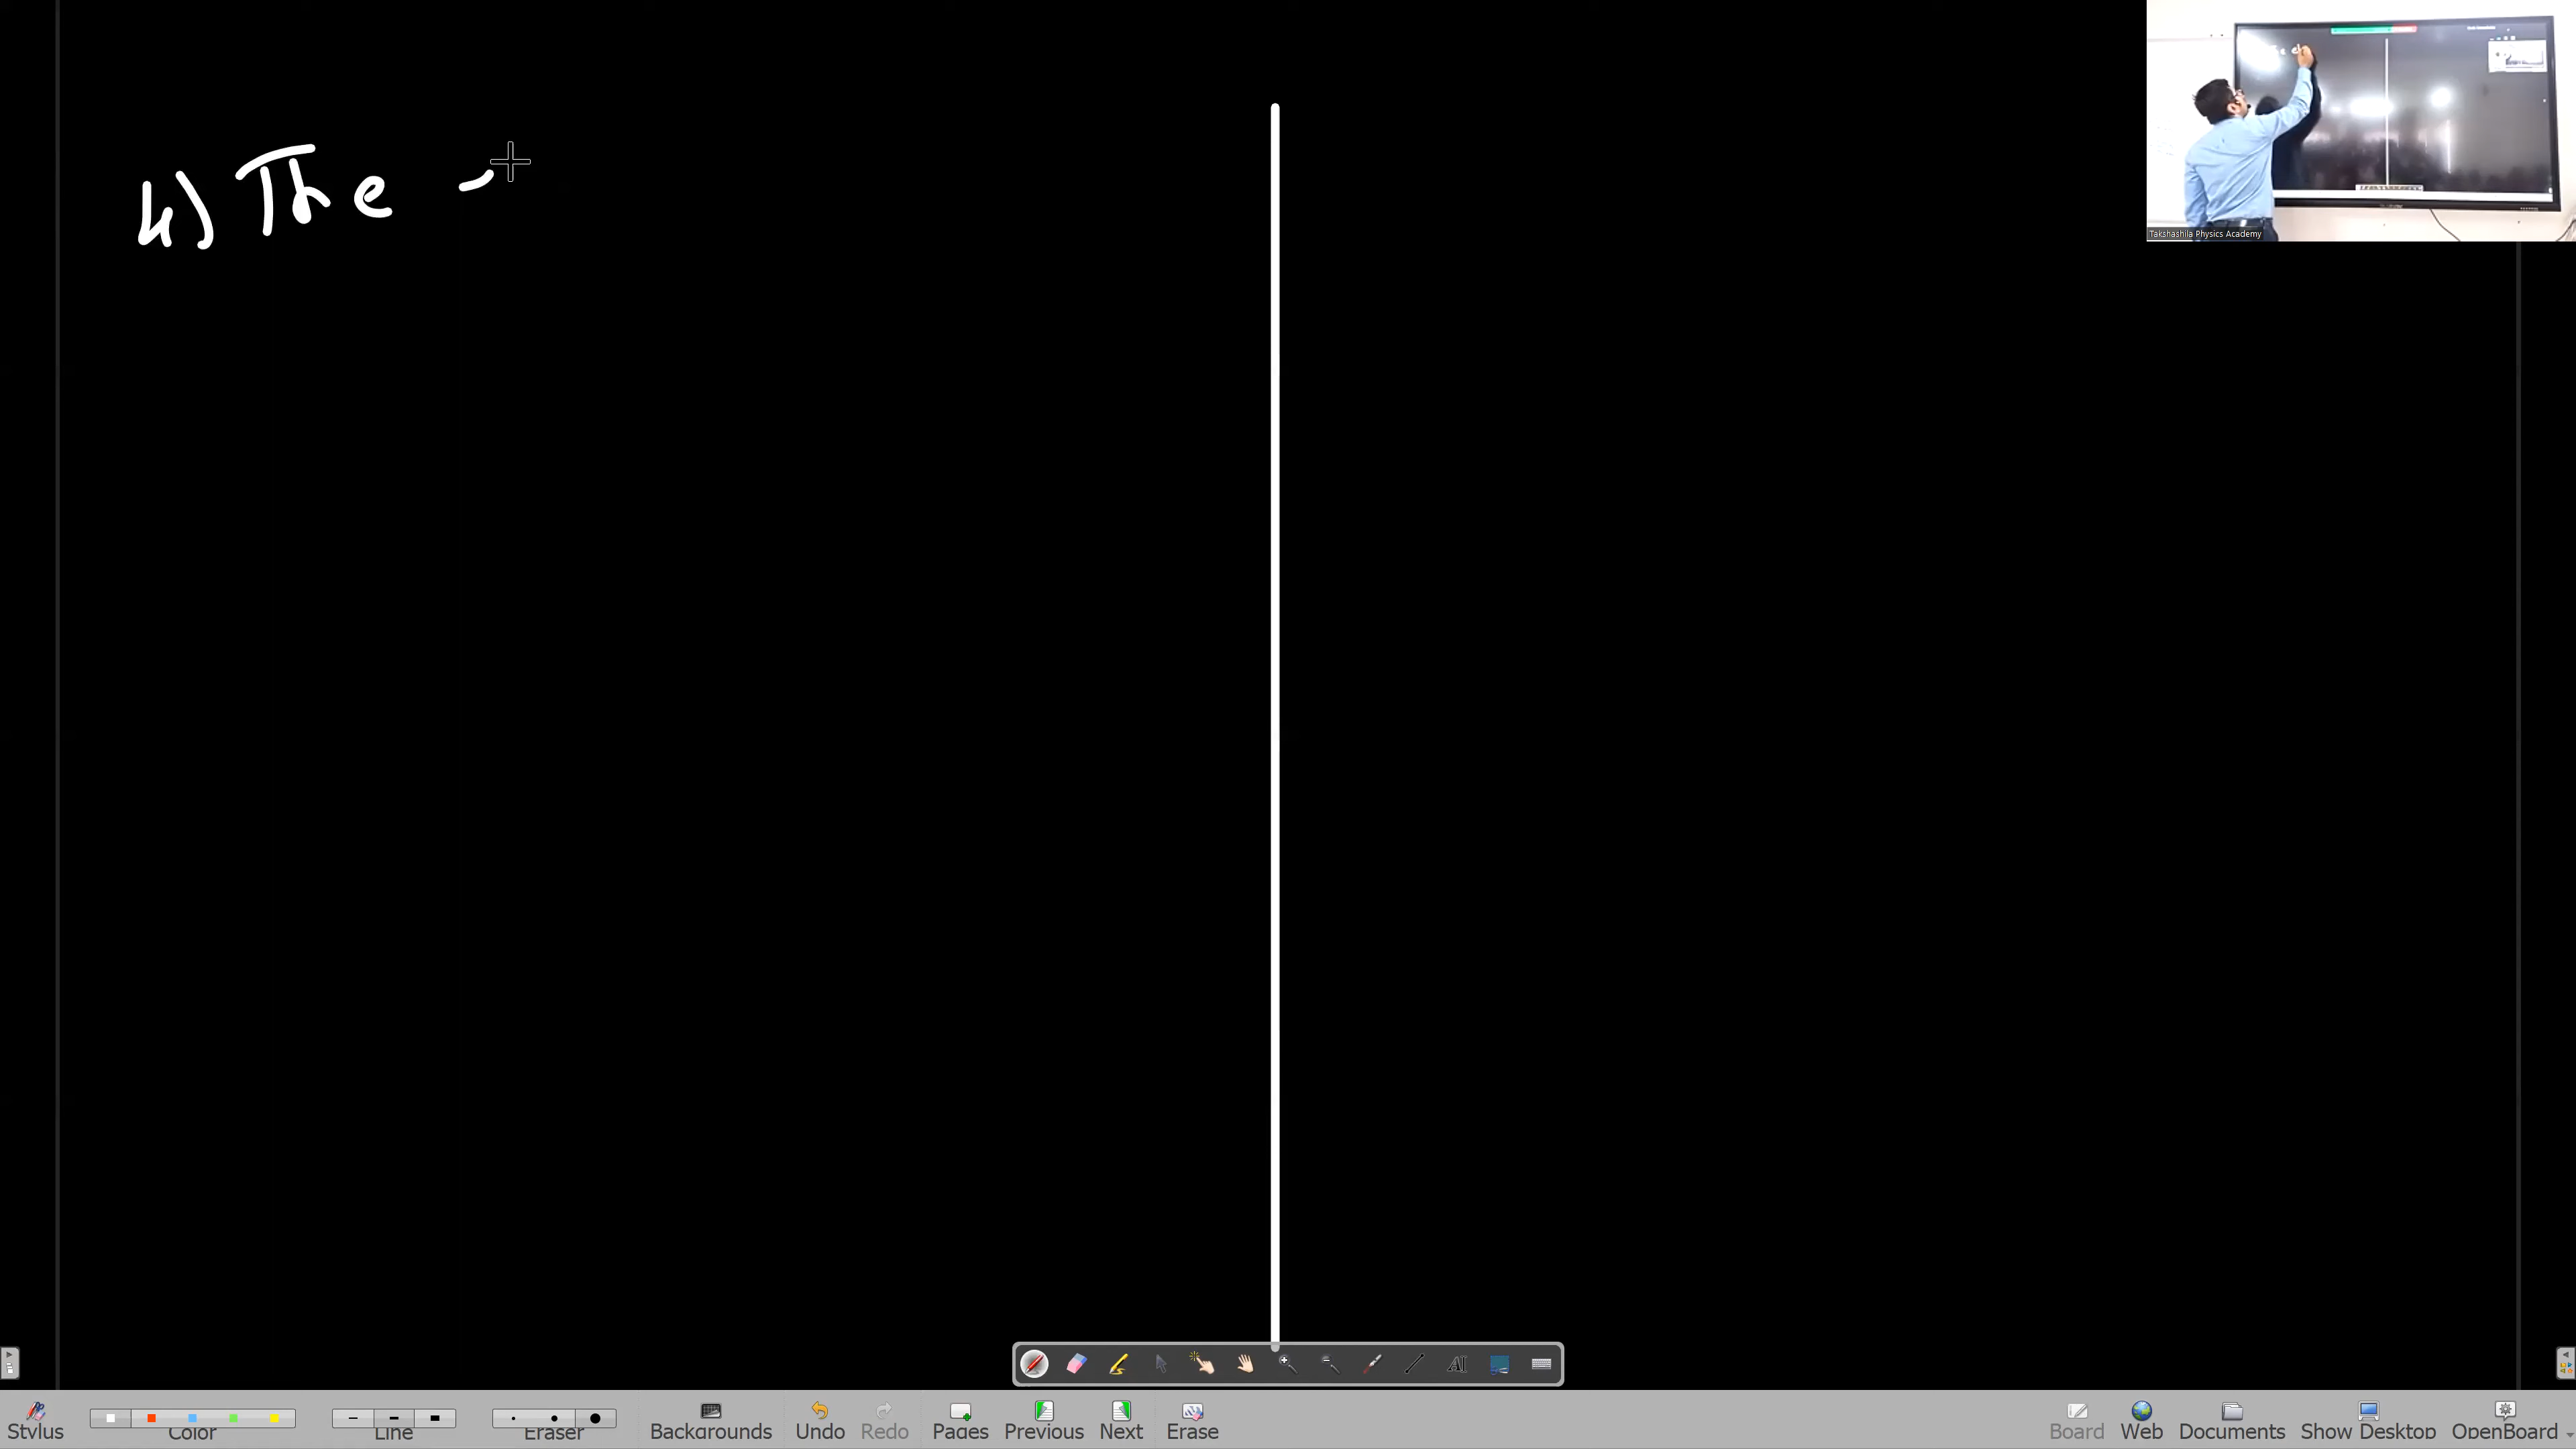 4) The
Takshashila Physics Academy
Stylus
Color
Line
Eraser
Backgrounds
Undo
Redo
Pages
Previous
Next
Erase
Board
Web
Documents
Show Desktop
OpenBoard